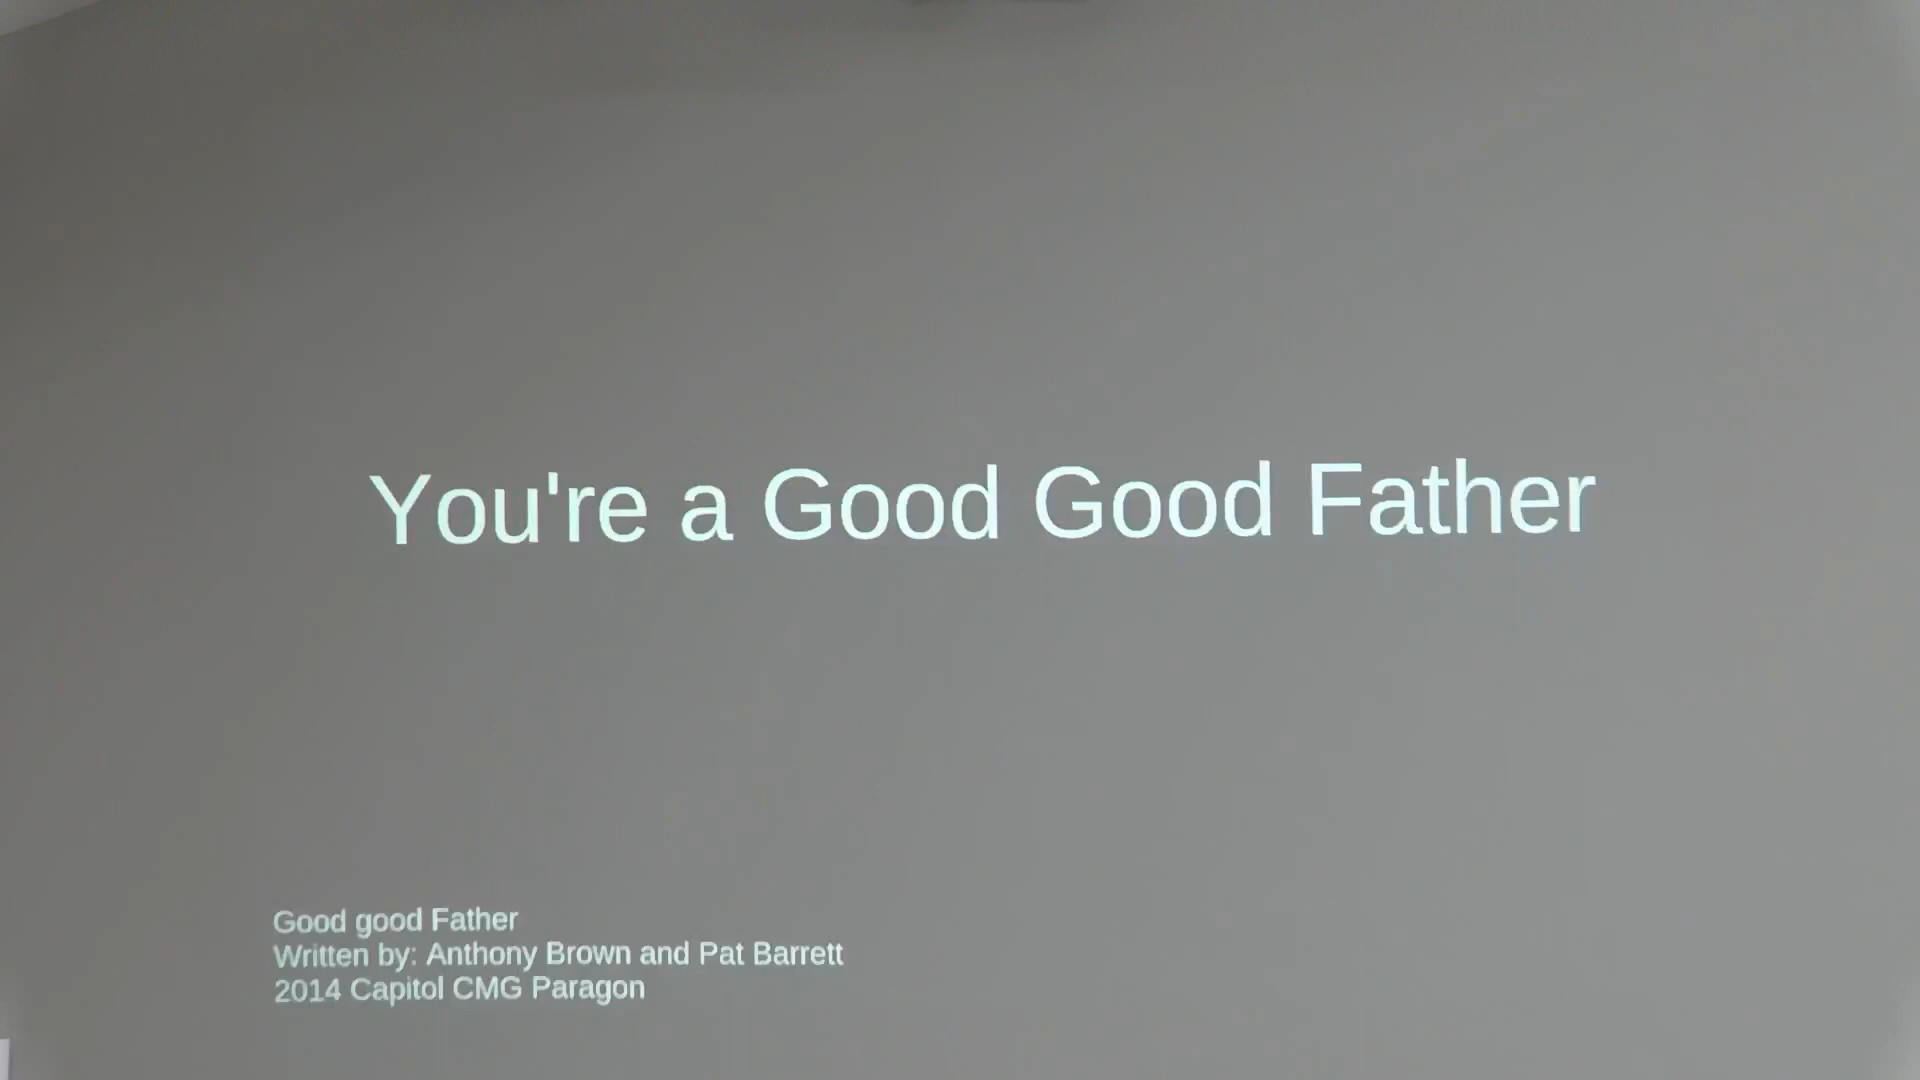 You're a Good Good Father
Good good Father
Written by: Anthony Brown and Pat Barrett
2014 Capitol CMG Paragon